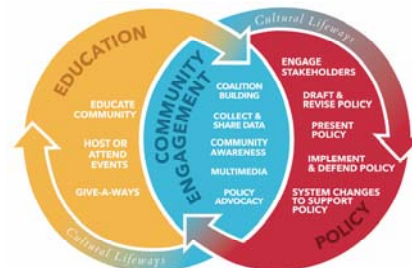 Cultural Lifeways
EDUCATION
EDUCATE
COMMUNITY
HOST OR
ATTEND
EVENTS
GIVE-A-WAYS
COMMUNITY
ENGAGEMENT
COALITION
BUILDING
COLLECT &
SHARE DATA
COMMUNITY
AWARENESS
MULTIMEDIA
POLICY
ADVOCACY
ENGAGE
STAKEHOLDERS
DRAFT &
REVISE POLICY
PRESENT
POLICY
IMPLEMENT
& DEFEND POLICY
SYSTEM CHANGES
TO SUPPORT
POLICY
POLICY
Cultural Lifeways